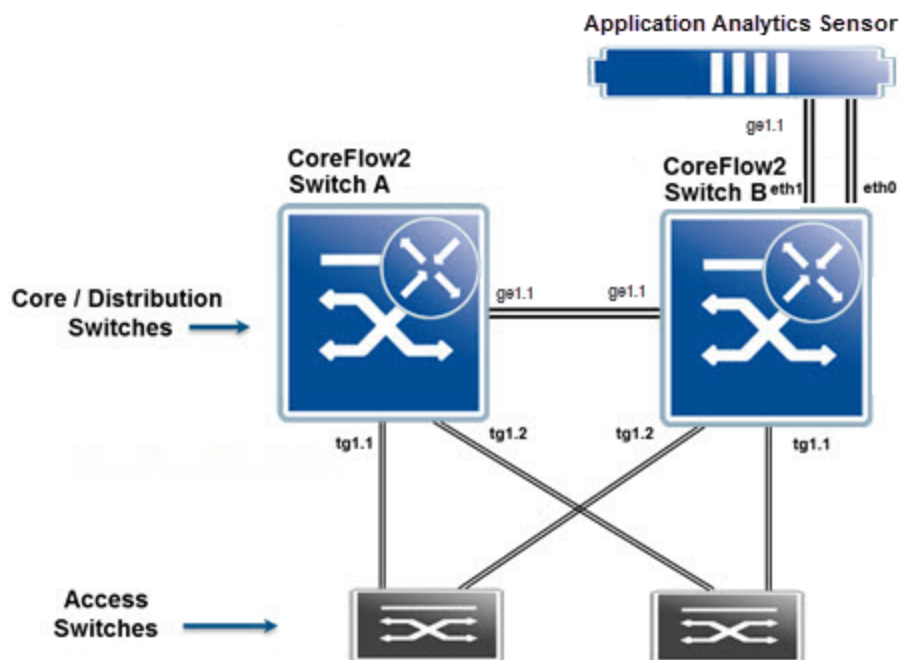 Application Analytics Sensor
ge1.1
CoreFlow2
Switch A
CoreFlow2
Switch B
eth1
eth0
Core / Distribution
Switches
ge1.1
ge1.1
tg1.1
tg1.2
tg1.2
tg1.1
Access
Switches